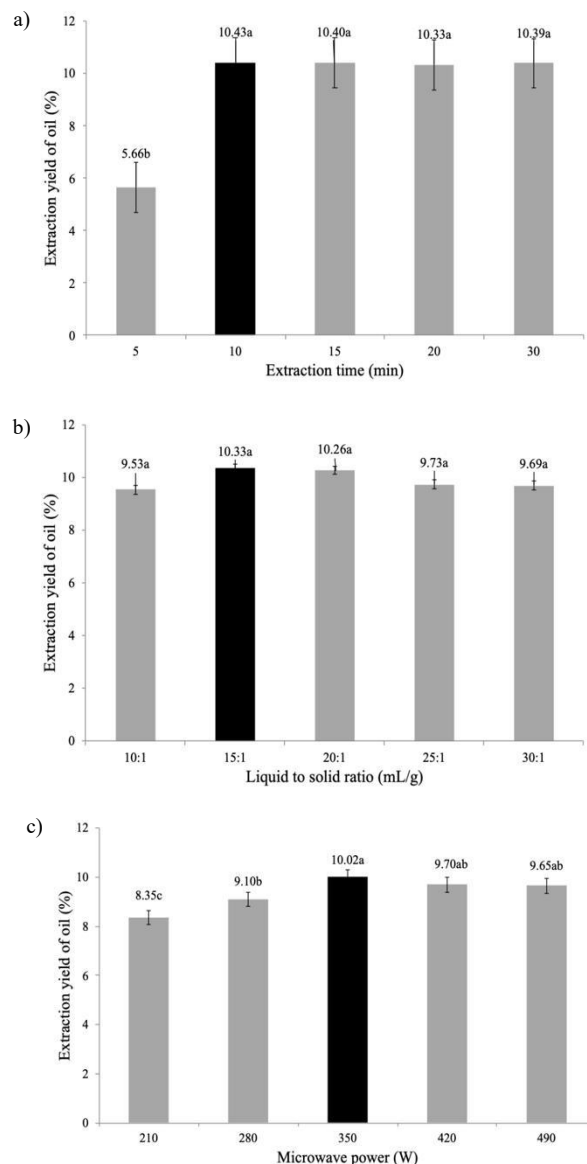 a)
12
10
8
6
4
2
0
Extraction yield of oil (%)
5.66b
10.43a
10.40a
10.33a
10.39a
5 10 15 20 30
Extraction time (min)
b)
12
10
8
6
4
2
0
Extraction yield of oil (%)
9.53a
10.33a
10.26a
9.73a
9.69a
10:1 15:1 20:1 25:1 30:1
Liquid to solid ratio (mL/g)
c)
12
10
8
6
4
2
0
Extraction yield of oil (%)
8.35c
9.10b
10.02a
9.70ab
9.65ab
210 280 350 420 490
Microwave power (W)